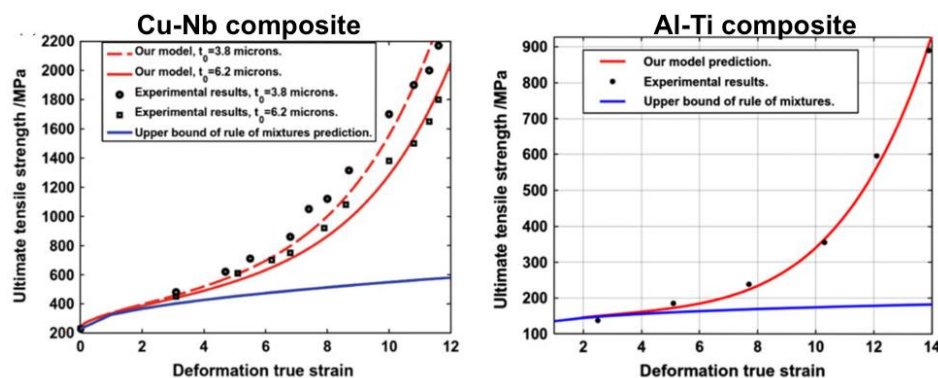 Cu-Nb composite
2200
2000
1800
1600
1400
1200
1000
800
600
400
200
Ultimate tensile strength /MPa
Our model, t0=3.8 microns.
Our model, t0=6.2 microns.
Experimental results, t0=3.8 microns.
Experimental results, t0=6.2 microns.
Upper bound of rule of mixtures prediction.
0 2 4 6 8 10 12
Deformation true strain
Al-Ti composite
900
800
700
600
500
400
300
200
100
Ultimate tensile strength /MPa
Our model prediction.
Experimental results.
Upper bound of rule of mixtures.
2 4 6 8 10 12 14
Deformation true strain